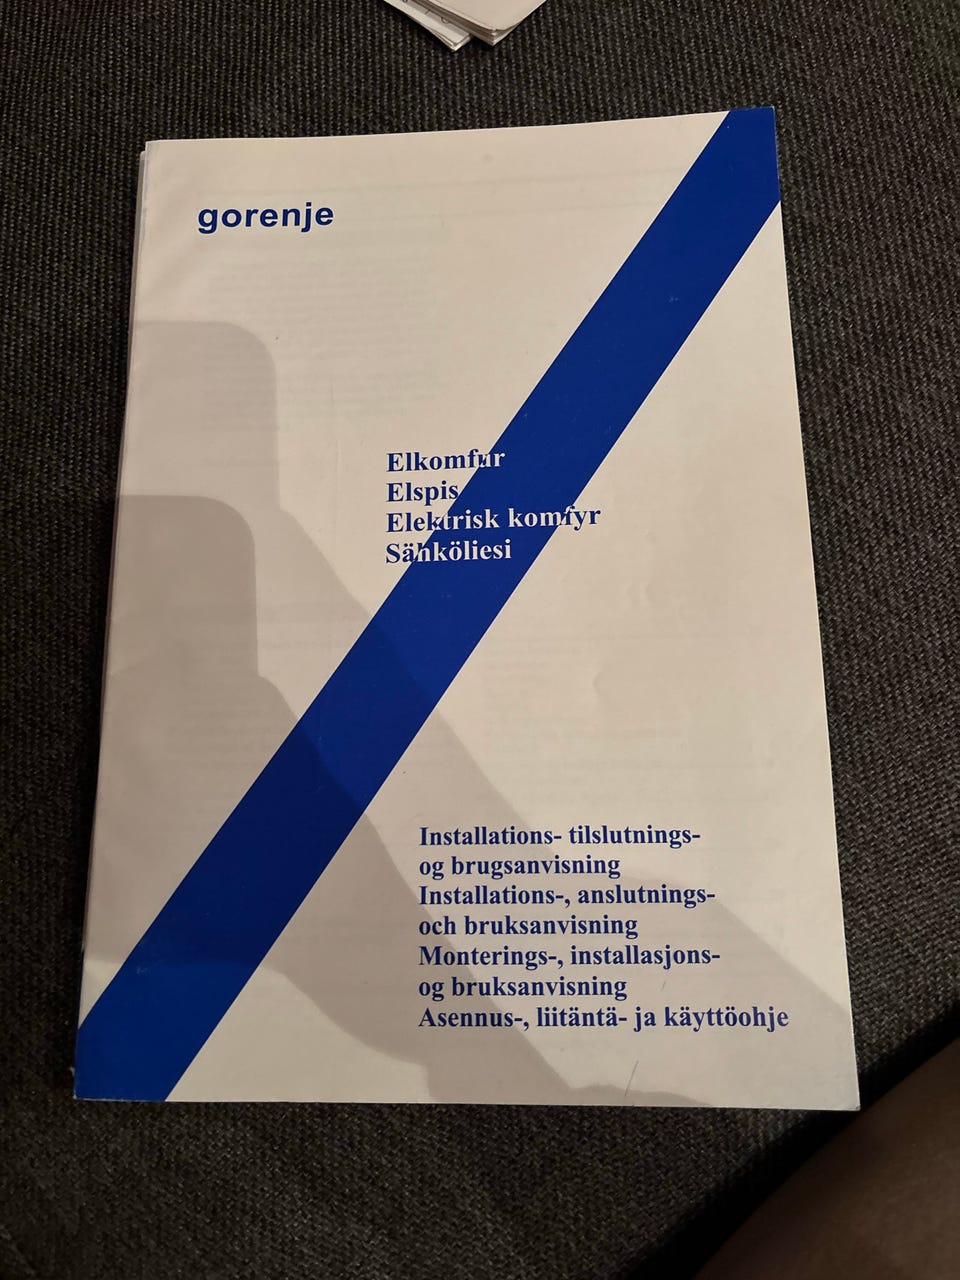 gorenje
Elkomfur
Elspis
Elektrisk komfyr
Sähköliesi
Installations- tilslutnings-
og brugsanvisning
Installations-, anslutnings-
och bruksanvisning
Monterings-, installasjons-
og bruksanvisning
Asennus-, liitäntä- ja käyttöohje